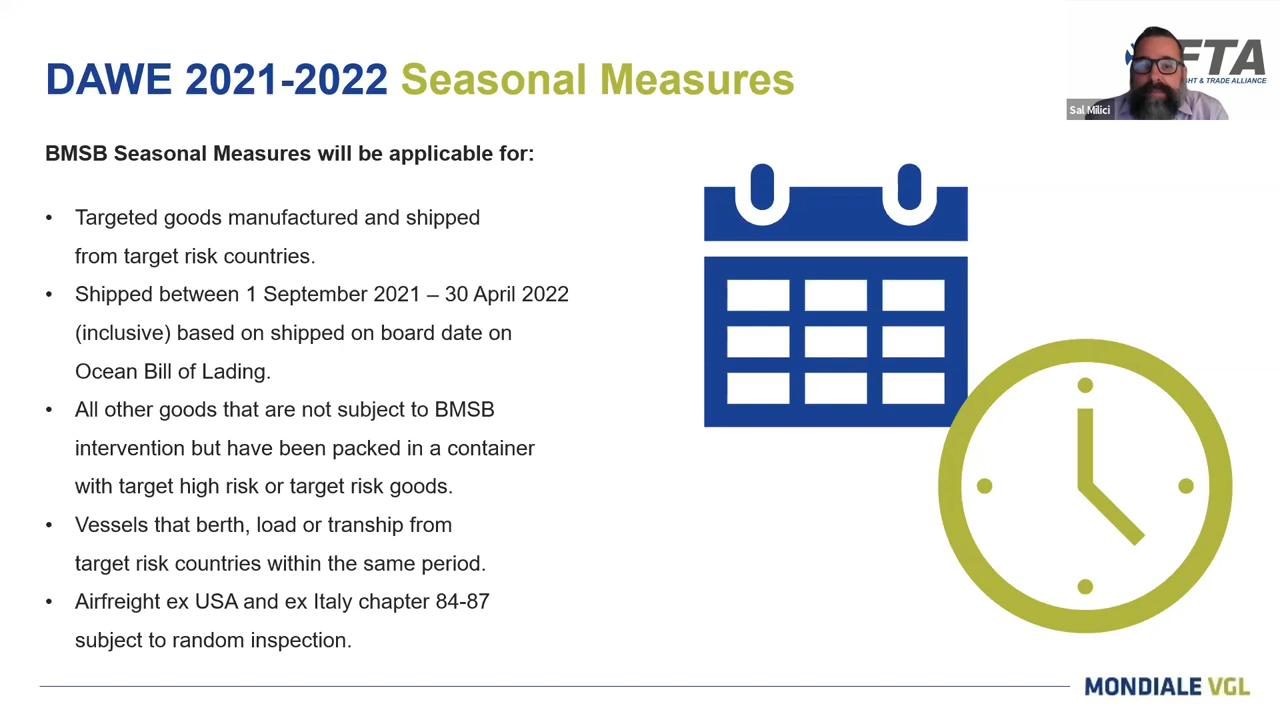 DAWE 2021-2022 Seasonal Measures
FTA
GHT & TRADE ALLIANCE
Sal Milici
BMSB Seasonal Measures will be applicable for:
• Targeted goods manufactured and shipped
from target risk countries.
• Shipped between 1 September 2021 – 30 April 2022
(inclusive) based on shipped on board date on
Ocean Bill of Lading.
• All other goods that are not subject to BMSB
intervention but have been packed in a container
with target high risk or target risk goods.
• Vessels that berth, load or tranship from
target risk countries within the same period.
• Airfreight ex USA and ex Italy chapter 84-87
subject to random inspection.
MONDIALE VGL